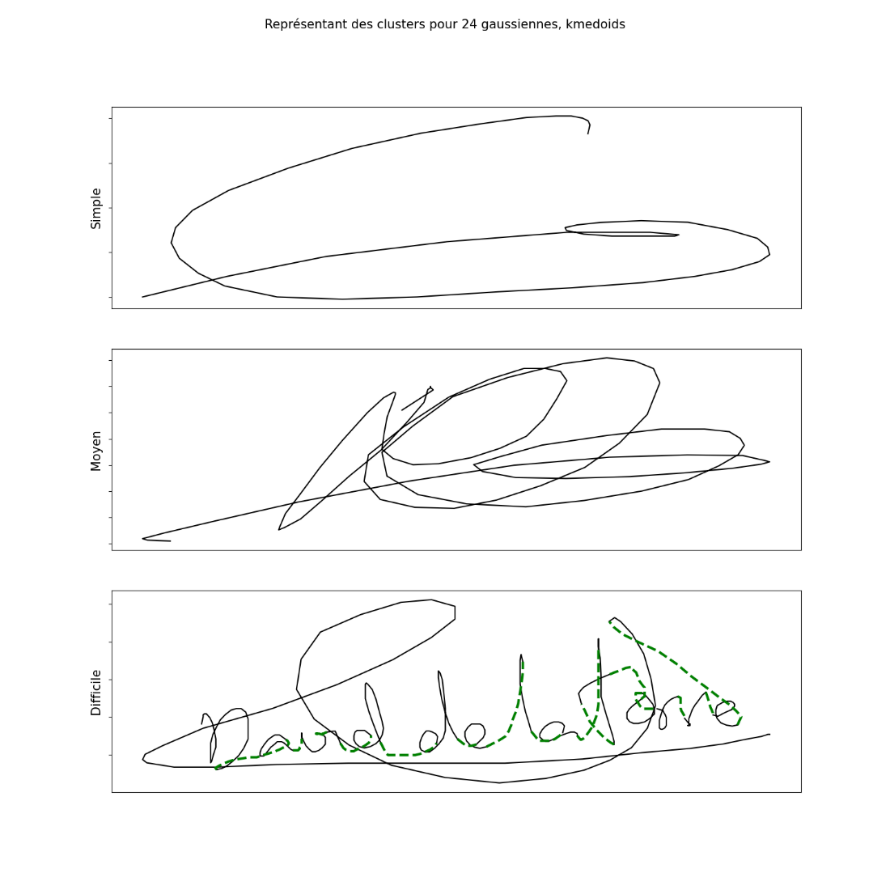 Représentant des clusters pour 24 gaussiennes, kmedoids
Simple
Moyen
Difficile